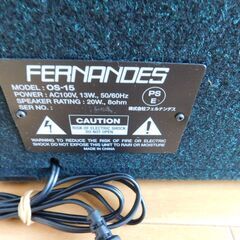 FERNANDES
MODEL : OS-15
POWER : AC100V, 13W, 50/60Hz
SPEAKER RATING : 20W, 8ohm
SERIAL NO :
PS
E
株式会社フェルナンデス
CAUTION
RISK OF ELECTRIC SHOCK
DO NOT OPEN
WARNING : TO REDUCE THE RISK OF FIRE OR ELECTRIC
SHOCK DO NOT EXPOSE THIS UNIT TO RAIN OR MOISTURE
MADE IN CHINA